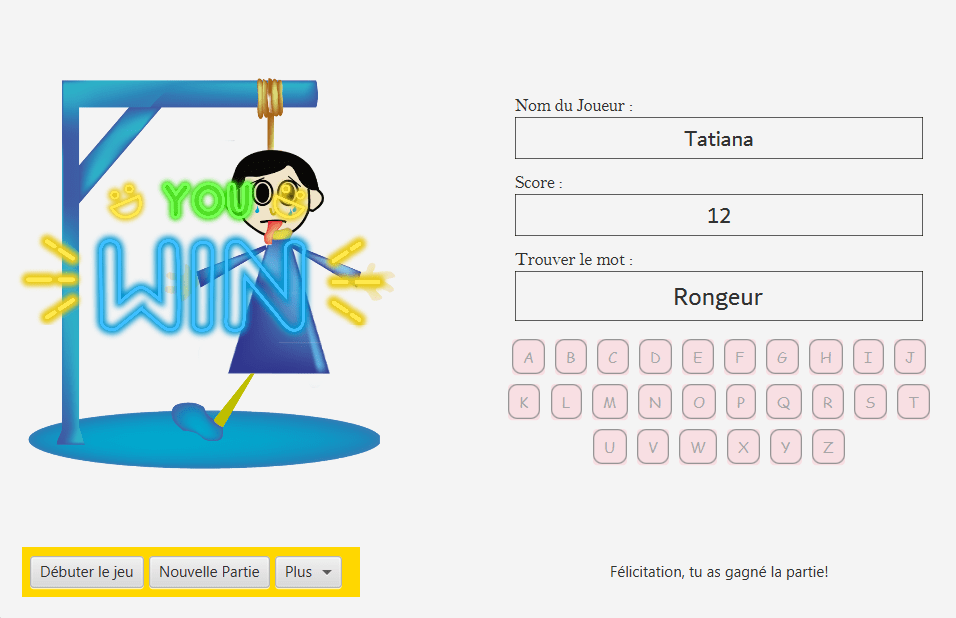 Nom du Joueur :
Tatiana
Score :
12
Trouver le mot :
Rongeur
YOU
WIN
A B C D E F G H I J
K L M N O P Q R S T
U V W X Y Z
Débuter le jeu Nouvelle Partie Plus
Félicitation, tu as gagné la partie!